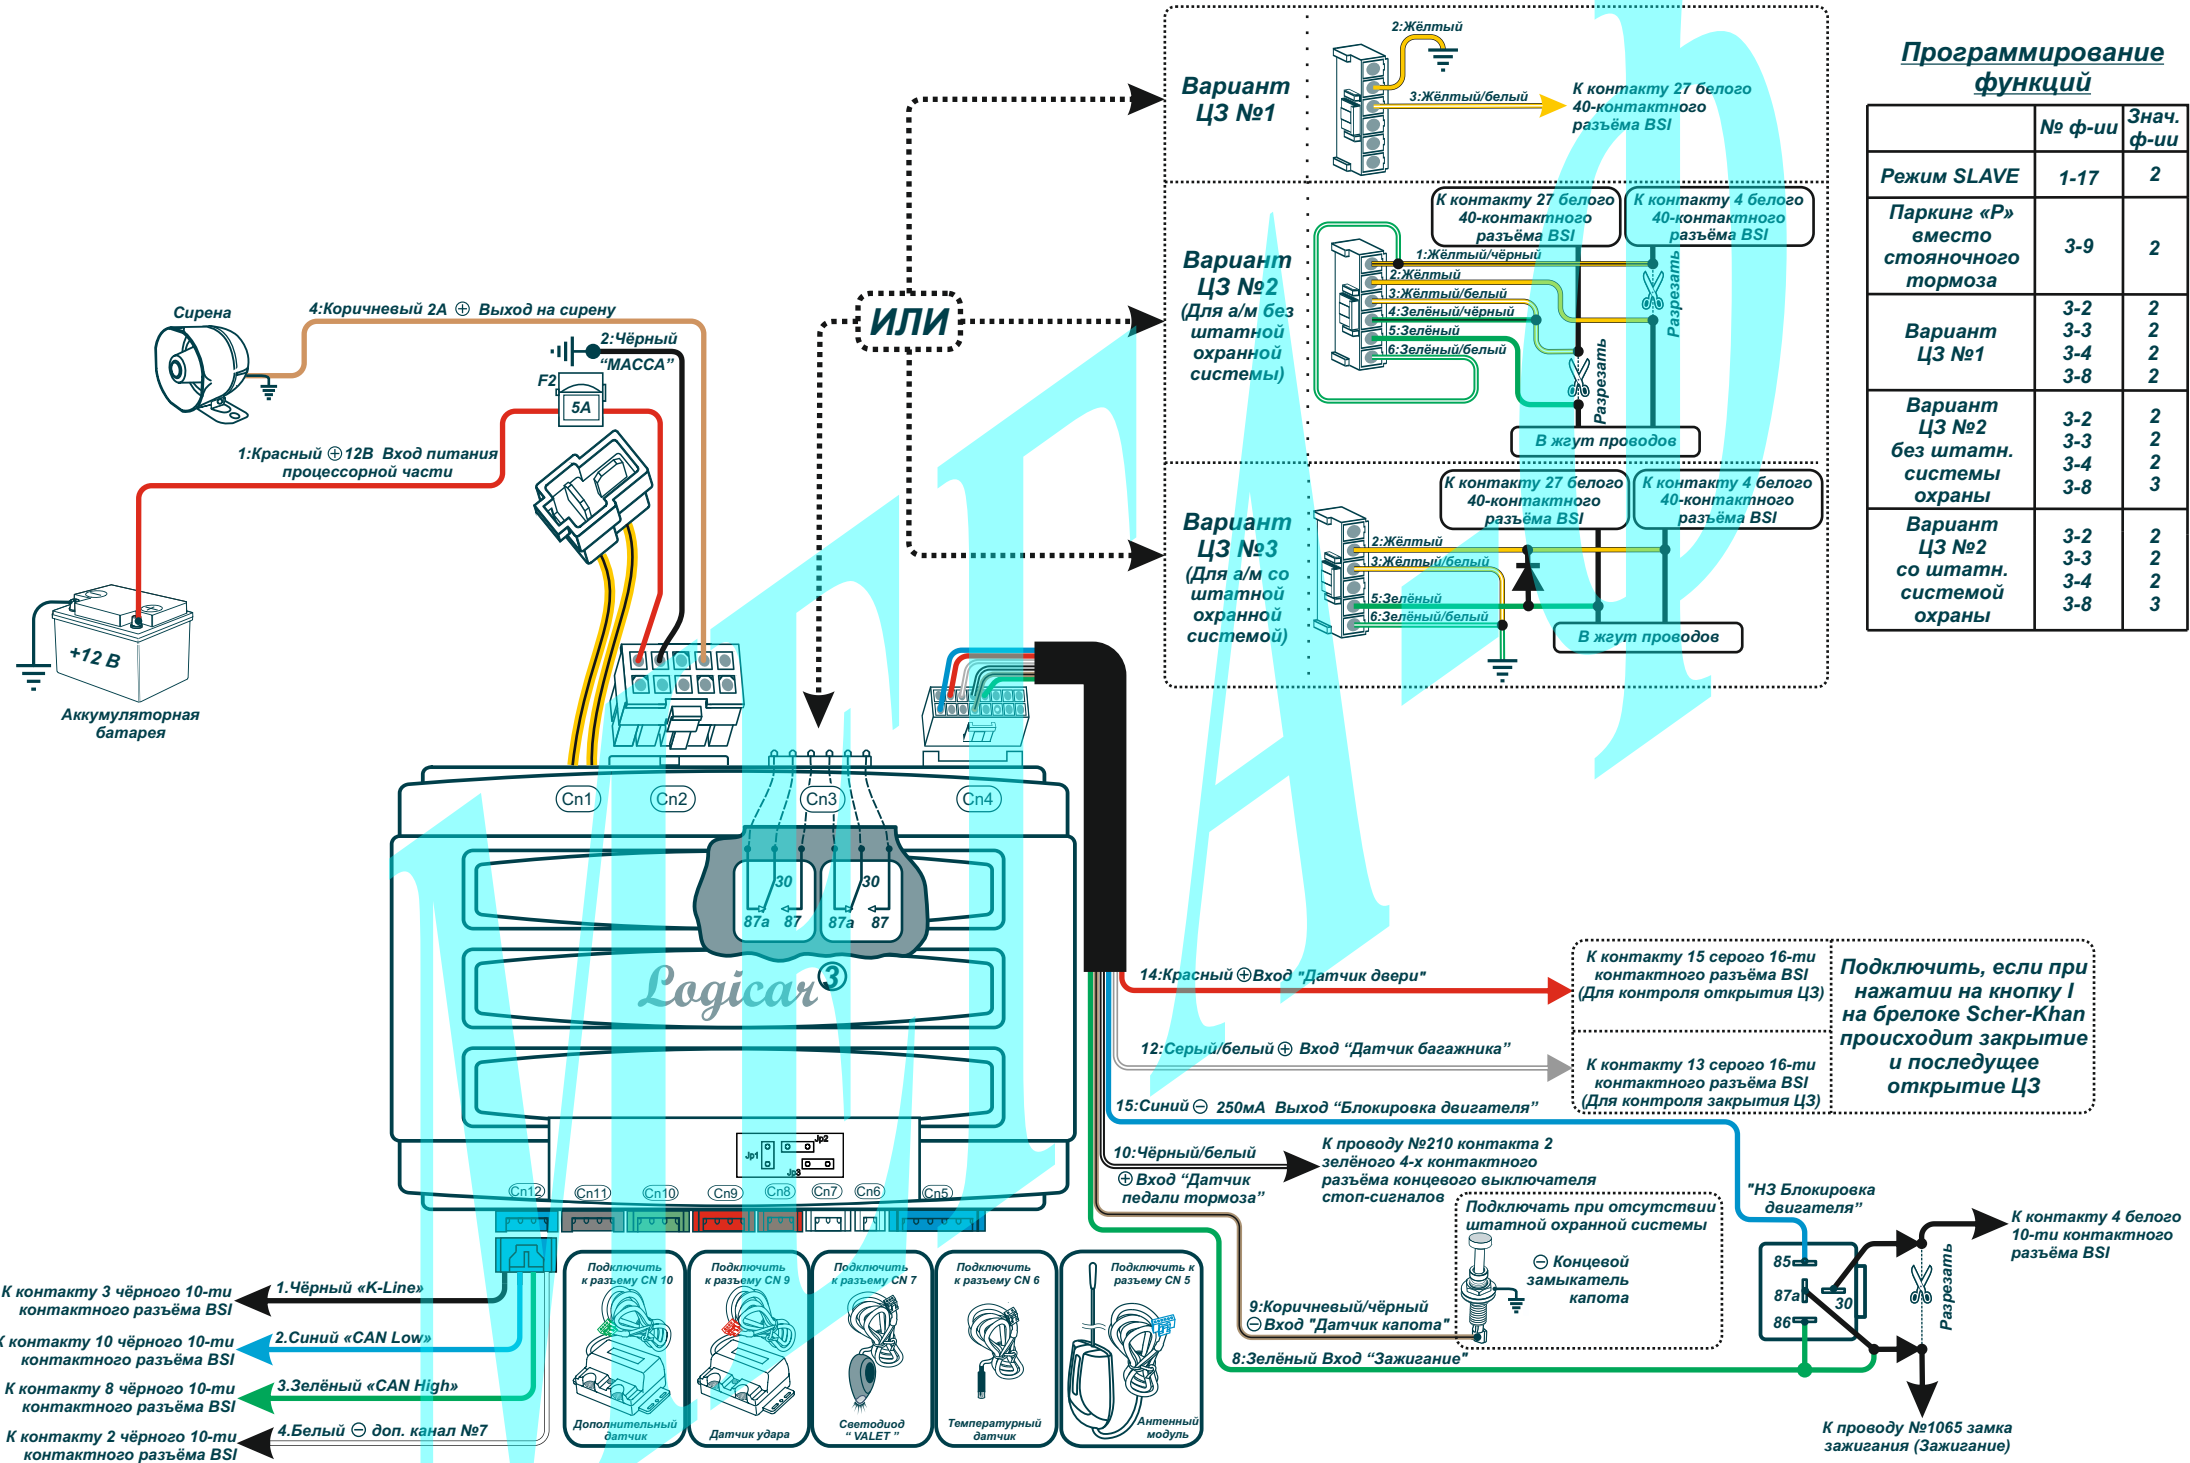 2:Жёлтый
Вариант
ЦЗ №1
3:Жёлтый/белый
К контакту 27 белого
40-контактного
разъёма BSI
К контакту 27 белого
40-контактного
разъёма BSI
К контакту 4 белого
40-контактного
разъёма BSI
Вариант
ЦЗ №2
(Для а/м без
штатной
охранной
системы)
1:Жёлтый/чёрный
2:Жёлтый
3:Жёлтый/белый
4:Зелёный/чёрный
5:Зелёный
6:Зелёный/белый
Разрезать
Разрезать
В жгут проводов
К контакту 27 белого
40-контактного
разъёма BSI
К контакту 4 белого
40-контактного
разъёма BSI
Вариант
ЦЗ №3
(Для а/м со
штатной
охранной
системой)
2:Жёлтый
3:Жёлтый/белый
5:Зелёный
6:Зелёный/белый
В жгут проводов
Программирование
функций
№ ф-ии
Знач.
ф-ии
Режим SLAVE 1-17 2
Паркинг «Р»
вместо
стояночного
тормоза
3-9 2
Вариант
ЦЗ №1
3-2 2
3-3 2
3-4 2
3-8 2
Вариант
ЦЗ №2
без штатн.
системы
охраны
3-2 2
3-3 2
3-4 2
3-8 3
Вариант
ЦЗ №2
со штатн.
системой
охраны
3-2 2
3-3 2
3-4 2
3-8 3
ИЛИ
Сирена
4:Коричневый 2А ⊕ Выход на сирену
2:Чёрный
“МАССА”
F2
5А
1:Красный ⊕12В Вход питания
процессорной части
+12 В
Аккумуляторная
батарея
Cn1
Cn2
Cn3
Cn4
30
87a 87
30
87a 87
Logicar 3
Jp1
Jp2
Jp3
Cn12
Cn11
Cn10
Cn9
Cn8
Cn7
Cn6
Cn5
МЕГА-Ф
14:Красный ⊕Вход "Датчик двери"
К контакту 15 серого 16-ти
контактного разъёма BSI
(Для контроля открытия ЦЗ)
12:Серый/белый ⊕ Вход “Датчик багажника”
К контакту 13 серого 16-ти
контактного разъёма BSI
(Для контроля закрытия ЦЗ)
Подключить, если при
нажатии на кнопку I
на брелоке Scher-Khan
происходит закрытие
и последущее
открытие ЦЗ
15:Синий ⊖ 250мА Выход “Блокировка двигателя”
10:Чёрный/белый
⊕ Вход “Датчик
педали тормоза”
К проводу №210 контакта 2
зелёного 4-х контактного
разъёма концевого выключателя
стоп-сигналов
Подключать при отсутствии
штатной охранной системы
⊖ Концевой
замыкатель
капота
9:Коричневый/чёрный
⊖ Вход "Датчик капота"
8:Зелёный Вход “Зажигание"
"НЗ Блокировка
двигателя”
85
87a
30
86
Разрезать
К контакту 4 белого
10-ти контактного
разъёма BSI
К проводу №1065 замка
зажигания (Зажигание)
К контакту 3 чёрного 10-ти
контактного разъёма BSI
1.Чёрный «K-Line»
К контакту 10 чёрного 10-ти
контактного разъёма BSI
2.Синий «CAN Low»
К контакту 8 чёрного 10-ти
контактного разъёма BSI
3.Зелёный «CAN High»
К контакту 2 чёрного 10-ти
контактного разъёма BSI
4.Белый ⊖ доп. канал №7
Подключить
к разъему CN 10
Дополнительный
датчик
Подключить
к разъему CN 9
Датчик удара
Подключить
к разъему CN 7
Светодиод
“ VALET ”
Подключить
к разъему CN 6
Температурный
датчик
Подключить к
разъему CN 5
Антенный
модуль